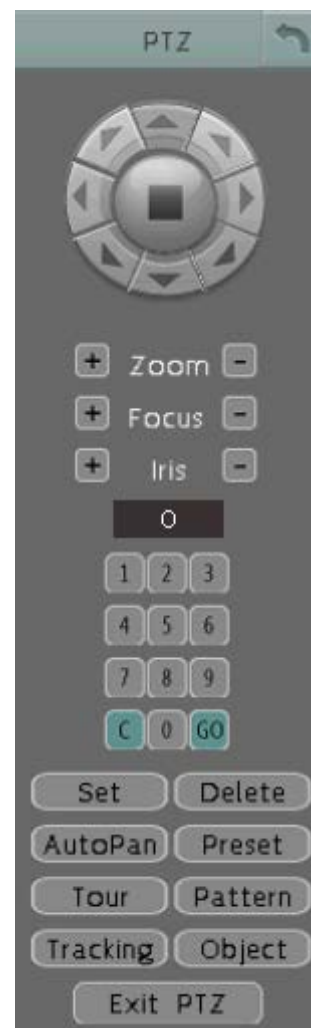 PTZ
+ Zoom -
+ Focus -
+ Iris -
0
1 2 3
4 5 6
7 8 9
C 0 GO
Set Delete
AutoPan Preset
Tour Pattern
Tracking Object
Exit PTZ